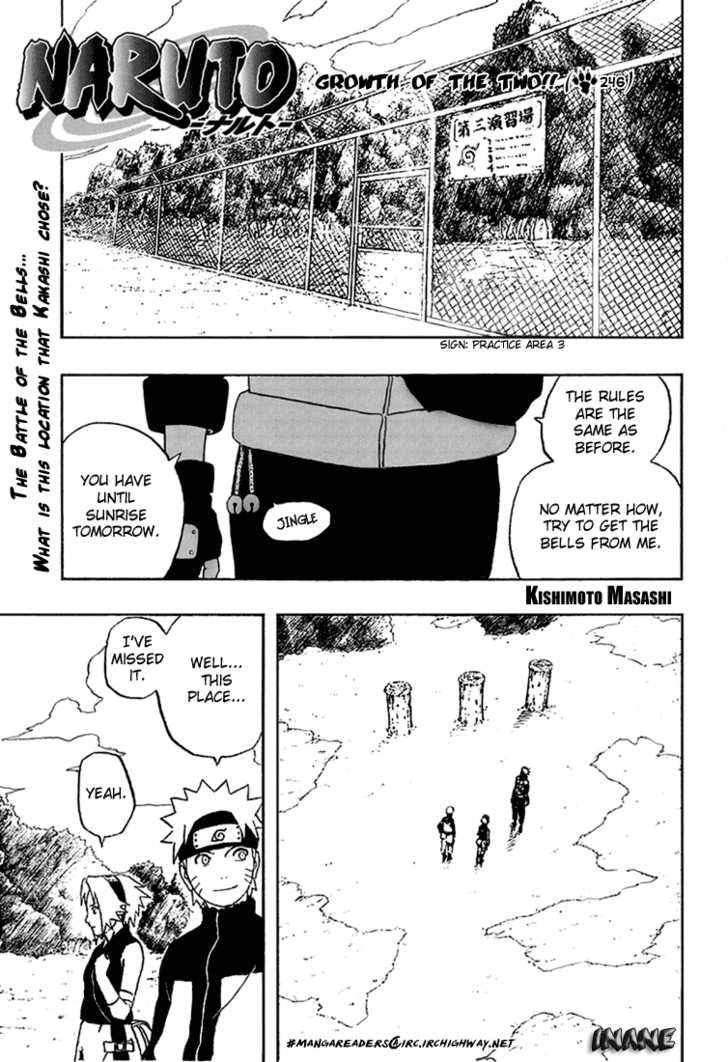 NARUTO
ーナルトー
GROWTH OF THE TWO!! (246)
第三演習場
THE BATTLE OF THE BELLS...
WHAT IS THIS LOCATION THAT KAKASHI CHOSE?
SIGN: PRACTICE AREA 3
THE RULES
ARE THE
SAME AS
BEFORE.
NO MATTER HOW,
TRY TO GET THE
BELLS FROM ME.
JINGLE
YOU HAVE
UNTIL
SUNRISE
TOMORROW.
KISHIMOTO MASASHI
WELL...
THIS
PLACE...
I'VE
MISSED
IT.
YEAH.
#MANGAREADERS@IRC.IRCHIGHWAY.NET
INANE